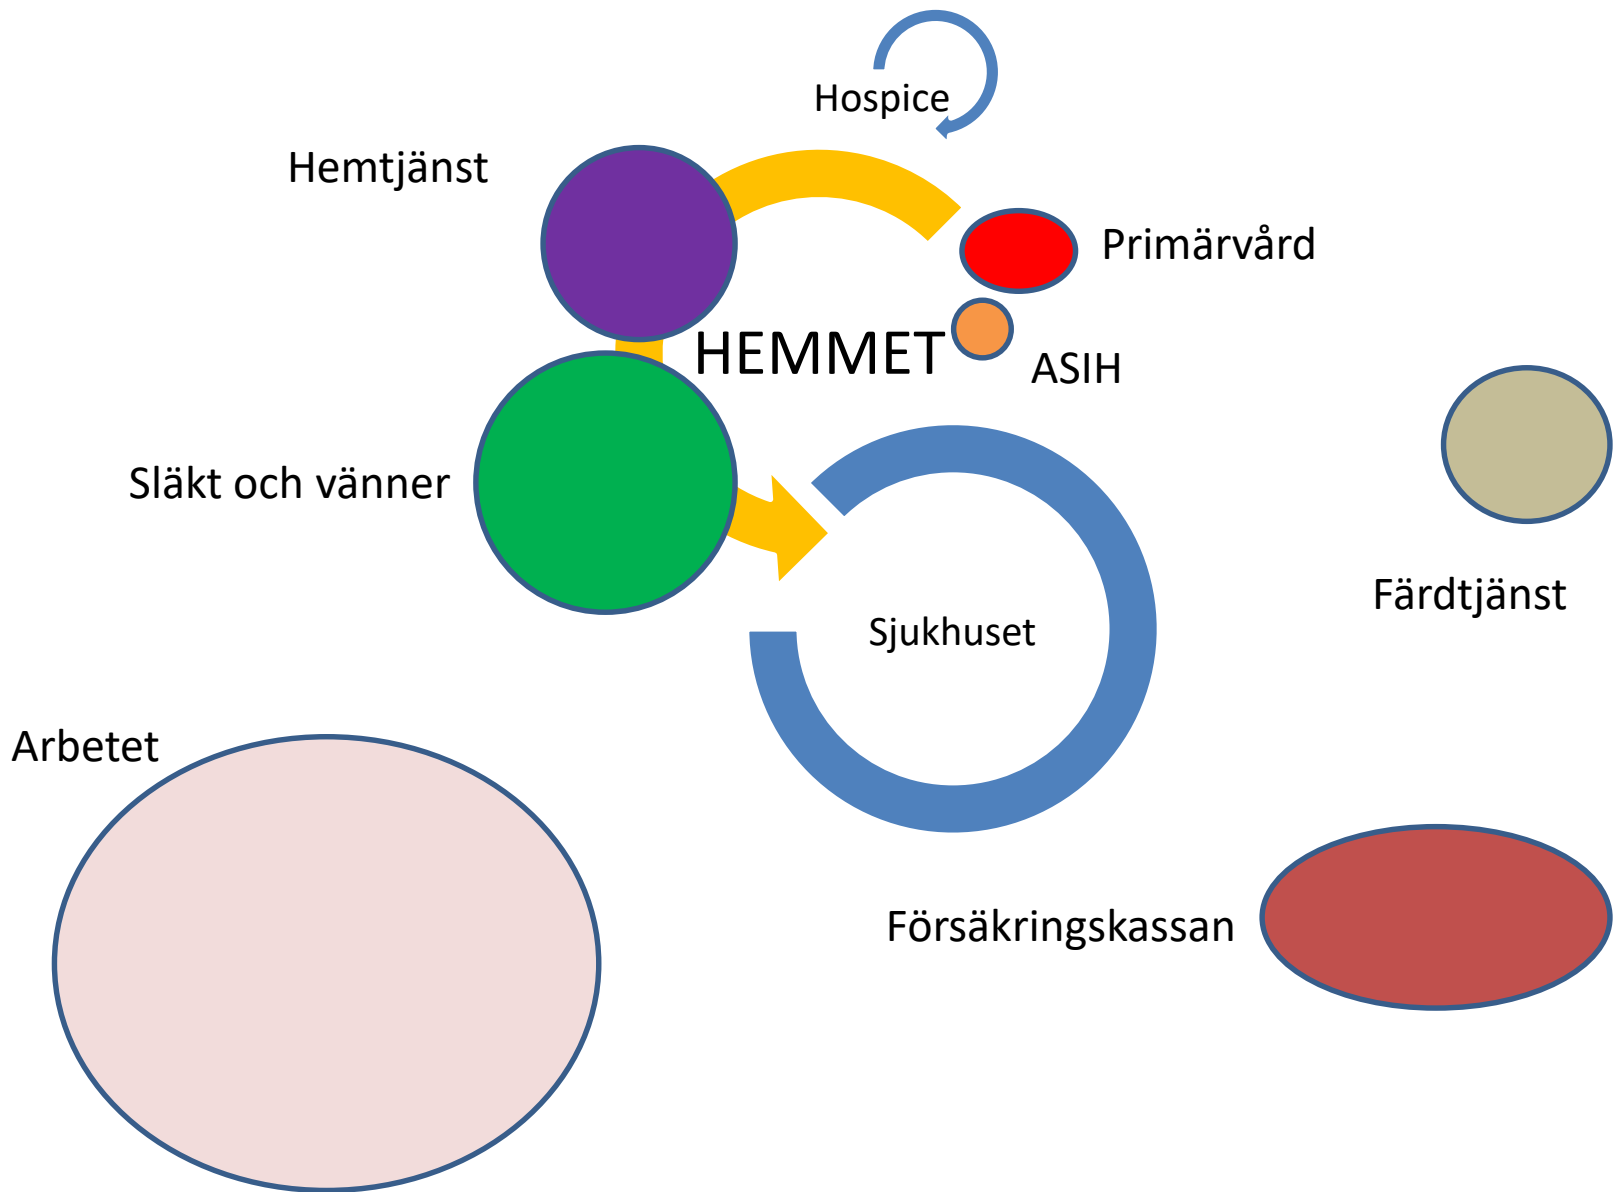 Hospice
Hemtjänst
Primärvård
HEMMET
ASIH
Släkt och vänner
Färdtjänst
Sjukhuset
Arbetet
Försäkringskassan